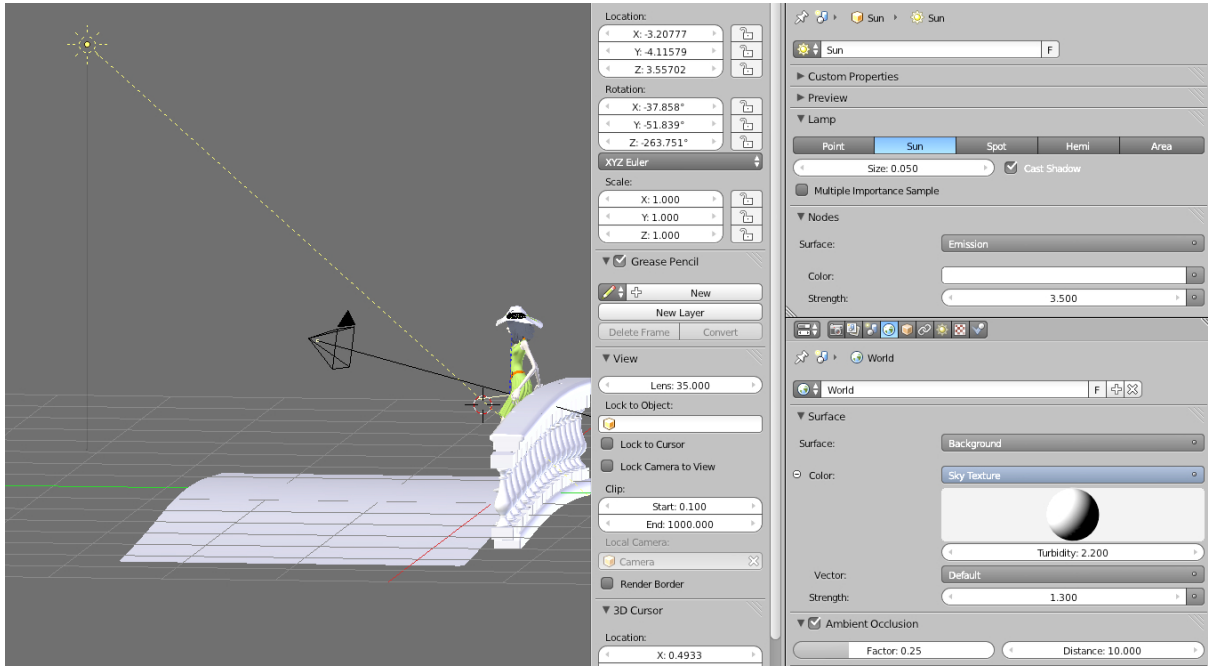 Location:
X: -3.20777
Y: -4.11579
Z: 3.55702
Rotation:
X: -37.858°
Y: -51.839°
Z: -263.751°
XYZ Euler
Scale:
X: 1.000
Y: 1.000
Z: 1.000
Grease Pencil
New
New Layer
Delete Frame Convert
View
Lens: 35.000
Lock to Object:
Lock to Cursor
Lock Camera to View
Clip:
Start: 0.100
End: 1000.000
Local Camera:
Camera
Render Border
3D Cursor
Location:
X: 0.4933
Sun Sun
Sun F
Custom Properties
Preview
Lamp
Point Sun Spot Hemi Area
Size: 0.050 Cast Shadow
Multiple Importance Sample
Nodes
Surface: Emission
Color:
Strength: 3.500
World
World F
Surface
Surface: Background
Color: Sky Texture
Turbidity: 2.200
Vector: Default
Strength: 1.300
Ambient Occlusion
Factor: 0.25 Distance: 10.000